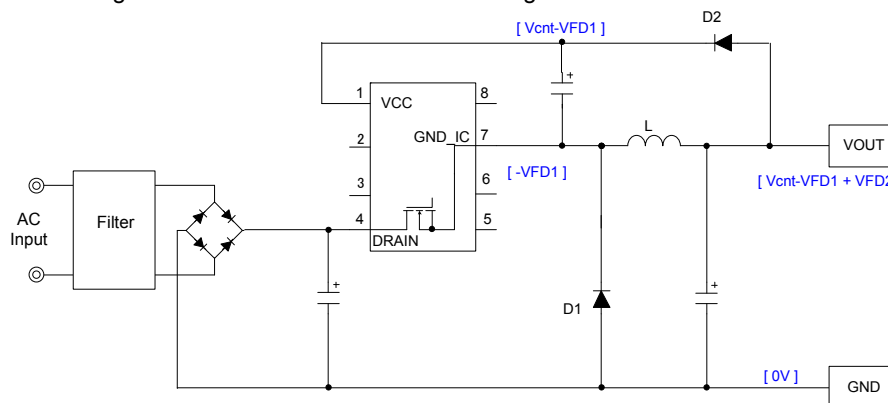 [ Vcnt-VFD1 ]
D2
1
VCC
8
2
GND_IC
7
L
VOUT
[ -VFD1 ]
[ Vcnt-VFD1 + VFD2
3
6
AC
Input
Filter
4
5
DRAIN
D1
[ 0V ]
GND
+
+
+